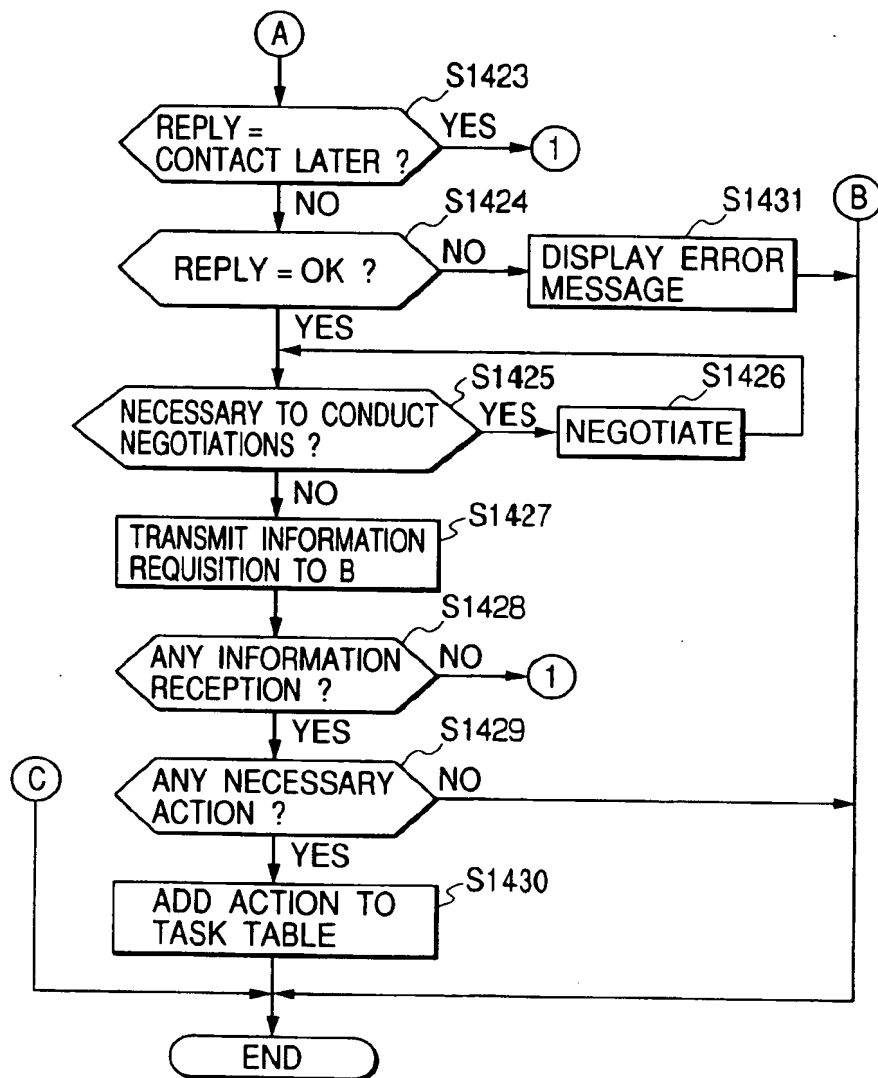 A
S1423
REPLY =
CONTACT LATER ?
YES
1
NO
S1424
B
S1431
REPLY = OK ?
NO
DISPLAY ERROR
MESSAGE
YES
S1425
S1426
NECESSARY TO CONDUCT
NEGOTIATIONS ?
YES
NEGOTIATE
NO
S1427
TRANSMIT INFORMATION
REQUISITION TO B
S1428
ANY INFORMATION
RECEPTION ?
NO
1
YES
S1429
C
ANY NECESSARY
ACTION ?
NO
YES
S1430
ADD ACTION TO
TASK TABLE
END